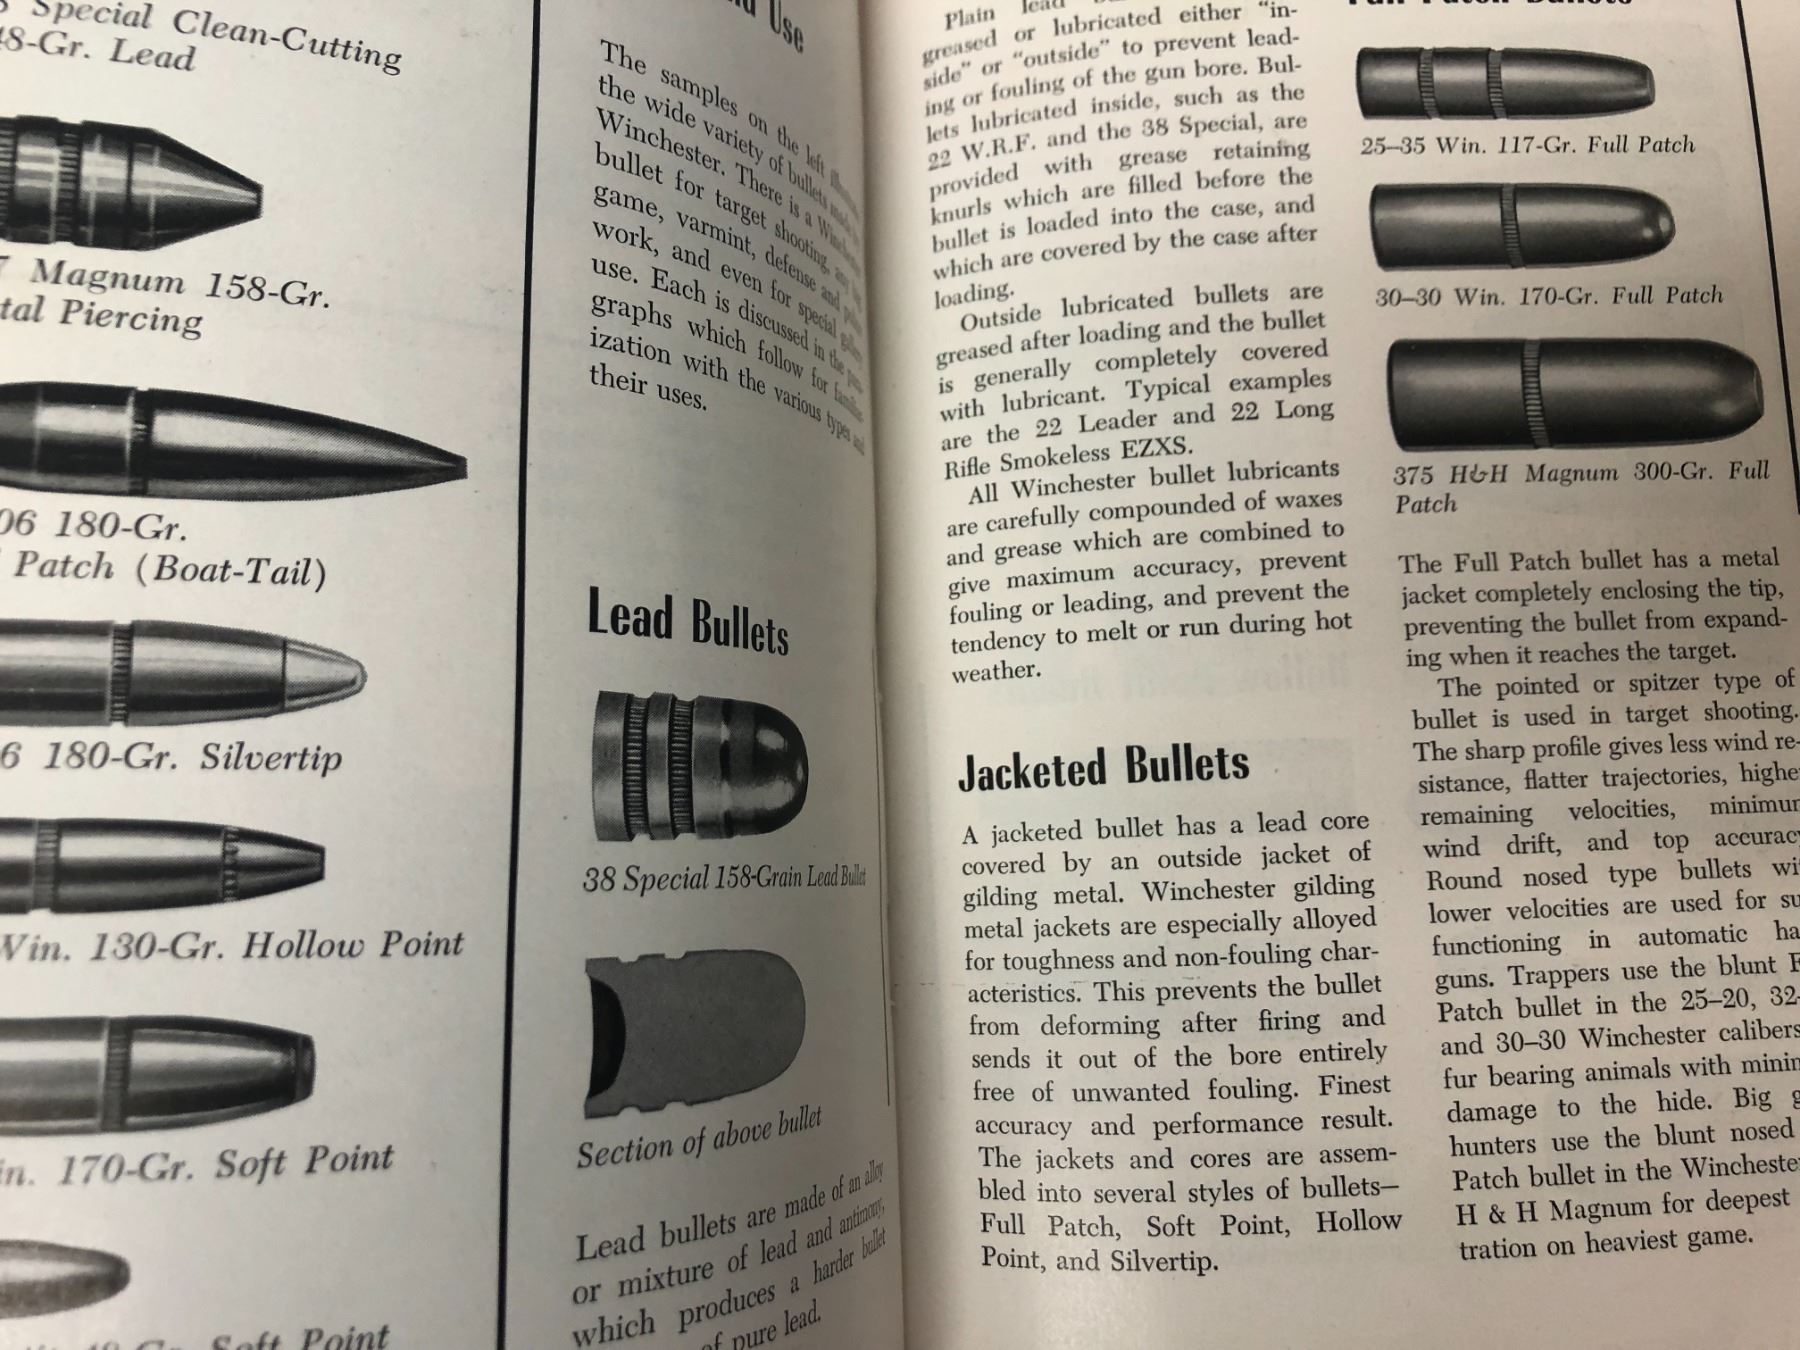 Special Clean-Cutting
48-Gr. Lead
7 Magnum 158-Gr.
tal Piercing
06 180-Gr.
Patch (Boat-Tail)
6 180-Gr. Silvertip
Win. 130-Gr. Hollow Point
in. 170-Gr. Soft Point
Soft Point
Use
The samples on the left
the wide variety of bullets made by
Winchester. There is a Winchester
bullet for target shooting,
game, varmint, defense and police
work, and even for special gallery
use. Each is discussed in the para-
graphs which follow for familiar-
ization with the various types and
their uses.
Lead Bullets
38 Special 158-Grain Lead Bullet
Section of above bullet
Lead bullets are made of an alloy
or mixture of lead and antimony,
which produces a harder bullet
of pure lead.
Plain lead
greased or lubricated either “in-
side” or “outside” to prevent lead-
ing or fouling of the gun bore. Bul-
lets lubricated inside, such as the
22 W.R.F. and the 38 Special, are
provided with grease retaining
knurls which are filled before the
bullet is loaded into the case, and
which are covered by the case after
loading.
Outside lubricated bullets are
greased after loading and the bullet
is generally completely covered
with lubricant. Typical examples
are the 22 Leader and 22 Long
Rifle Smokeless EZXS.
All Winchester bullet lubricants
are carefully compounded of waxes
and grease which are combined to
give maximum accuracy, prevent
fouling or leading, and prevent the
tendency to melt or run during hot
weather.
Jacketed Bullets
A jacketed bullet has a lead core
covered by an outside jacket of
gilding metal. Winchester gilding
metal jackets are especially alloyed
for toughness and non-fouling char-
acteristics. This prevents the bullet
from deforming after firing and
sends it out of the bore entirely
free of unwanted fouling. Finest
accuracy and performance result.
The jackets and cores are assem-
bled into several styles of bullets—
Full Patch, Soft Point, Hollow
Point, and Silvertip.
Full Patch Bullets
25–35 Win. 117-Gr. Full Patch
30–30 Win. 170-Gr. Full Patch
375 H&H Magnum 300-Gr. Full
Patch
The Full Patch bullet has a metal
jacket completely enclosing the tip,
preventing the bullet from expand-
ing when it reaches the target.
The pointed or spitzer type of
bullet is used in target shooting.
The sharp profile gives less wind re-
sistance, flatter trajectories, highe
remaining velocities, minimum
wind drift, and top accuracy
Round nosed type bullets wi
lower velocities are used for su
functioning in automatic ha
guns. Trappers use the blunt F
Patch bullet in the 25–20, 32-
and 30–30 Winchester calibers
fur bearing animals with minim
damage to the hide. Big g
hunters use the blunt nosed
Patch bullet in the Winchester
H & H Magnum for deepest
tration on heaviest game.